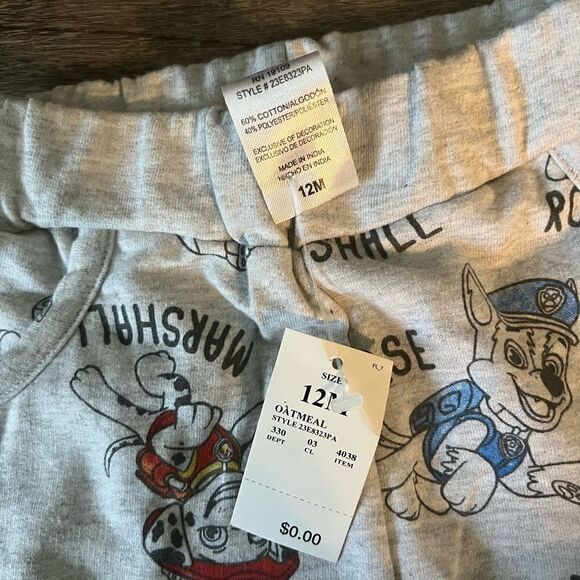 RN 19109
STYLE # 23E8323PA
60% COTTON/ALGODÓN
40% POLYESTER/POLIÉSTER
EXCLUSIVE OF DECORATION
EXCLUSIVO DE DECORACIÓN
MADE IN INDIA
HECHO EN INDIA
12M
SHALL
RO
MARSHALL
SE
FL_7
SIZE
12M
OATMEAL
STYLE 23E8323PA
330 03 4038
DEPT CL ITEM
$0.00